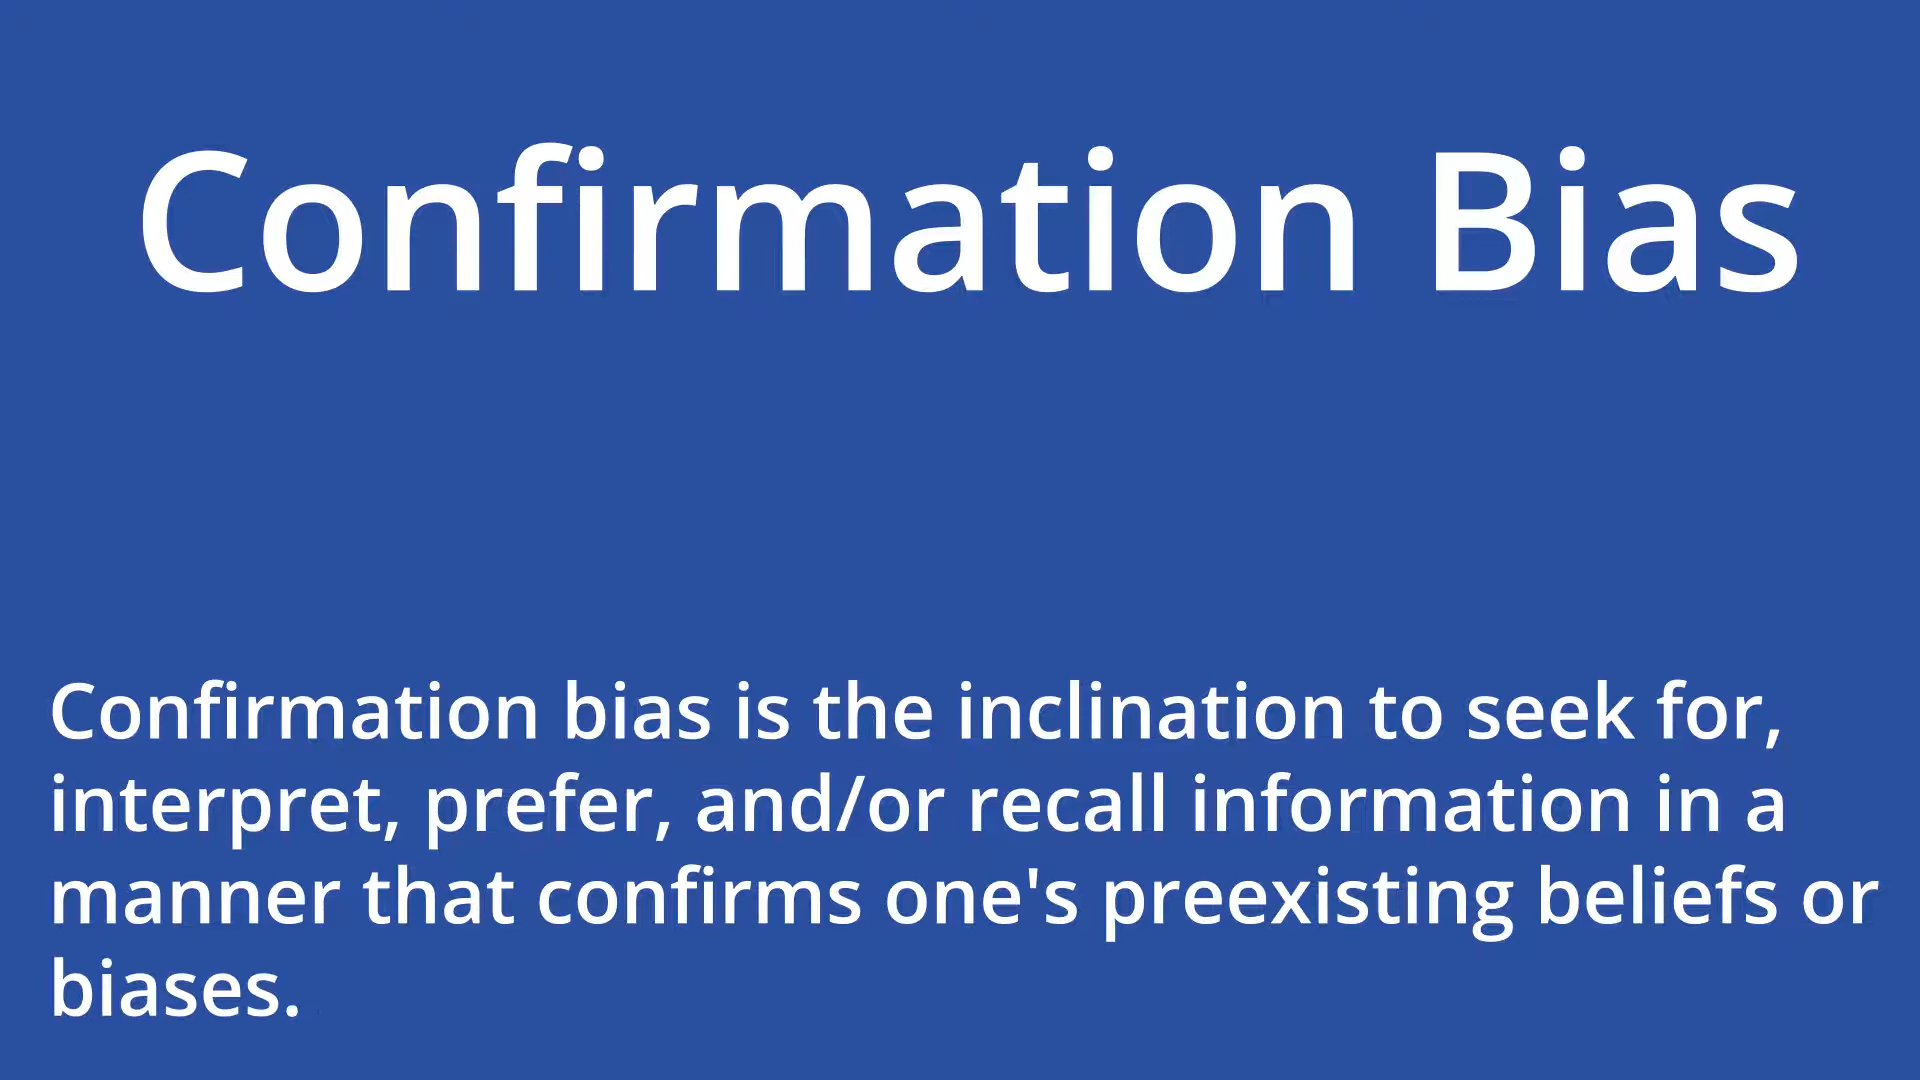 Confirmation Bias
Confirmation bias is the inclination to seek for,
interpret, prefer, and/or recall information in a
manner that confirms one's preexisting beliefs or
biases.